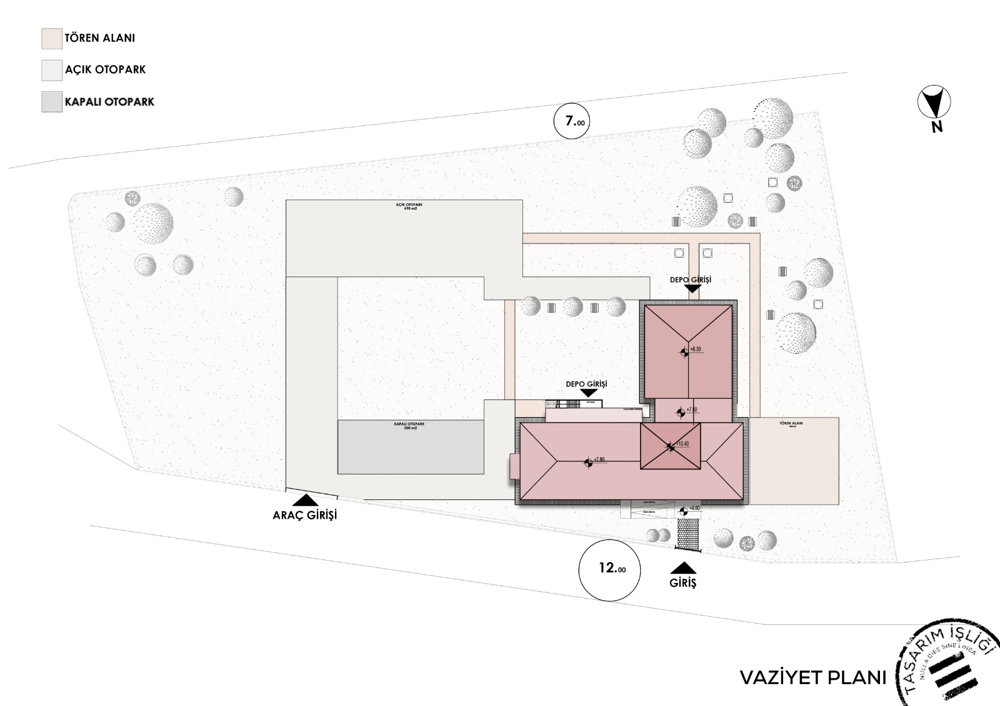 TÖREN ALANI
AÇIK OTOPARK
KAPALI OTOPARK
7.00
N
AÇIK OTOPARK
690 m2
DEPO GİRİŞİ
+8.30
DEPO GİRİŞİ
+7.80
KAPALI OTOPARK
300 m2
TÖREN ALANI
+10.40
+7.80
+4.60
ARAÇ GİRİŞİ
12.00
GİRİŞ
TASARIM İŞLİĞİ
NULLA DIES SINE LINEA
VAZİYET PLANI